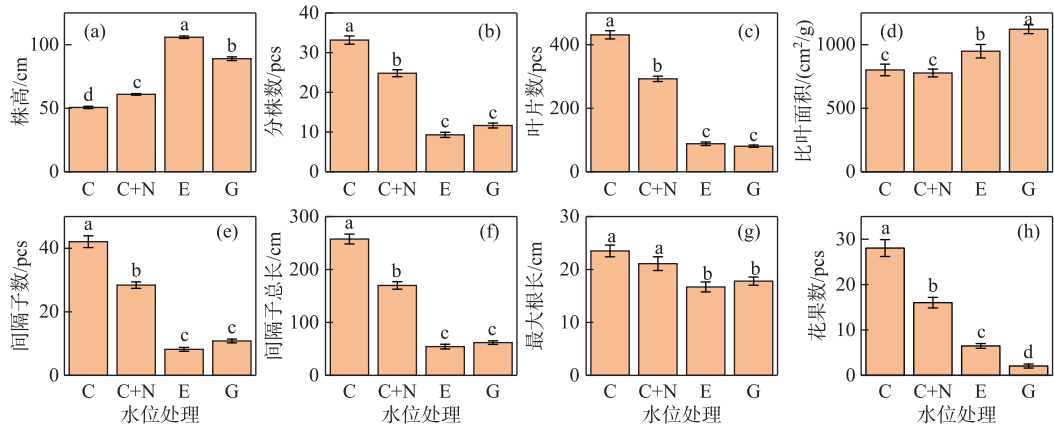 株高/cm
100
50
0
(a)
d
c
a
b
C C+N E G
分株数/pcs
40
30
20
10
0
(b)
a
b
c
c
C C+N E G
叶片数/pcs
400
200
0
(c)
a
b
c
c
C C+N E G
比叶面积/(cm²/g)
1000
500
0
(d)
c
c
b
a
C C+N E G
间隔子数/pcs
40
20
0
(e)
a
b
c
c
C C+N E G
水位处理
间隔子总长/cm
300
200
100
0
(f)
a
b
c
c
C C+N E G
水位处理
最大根长/cm
30
20
10
0
(g)
a
a
b
b
C C+N E G
水位处理
花果数/pcs
30
20
10
0
(h)
a
b
c
d
C C+N E G
水位处理